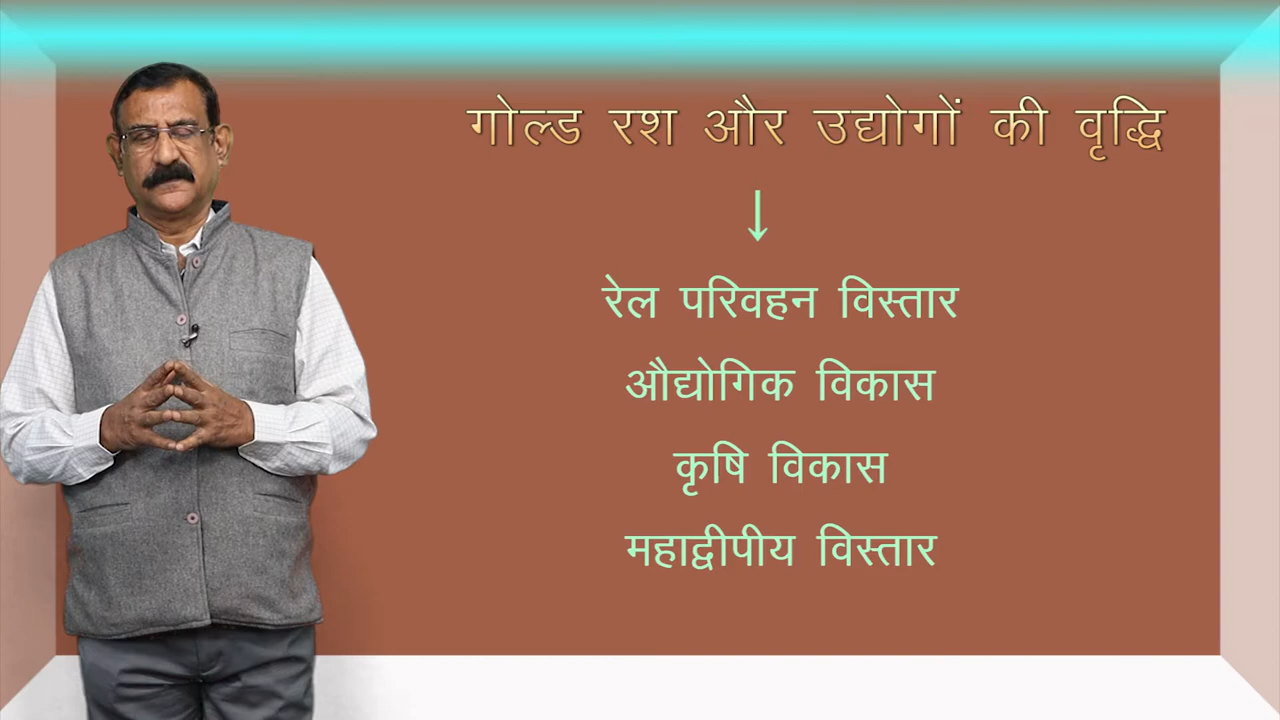 गोल्ड रश और उद्योगों की वृद्धि
↓
रेल परिवहन विस्तार
औद्योगिक विकास
कृषि विकास
महाद्वीपीय विस्तार